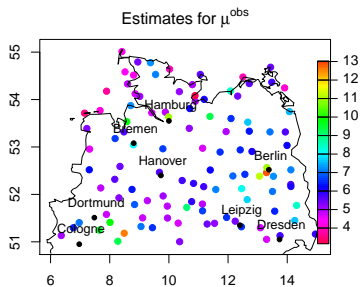 Estimates for μ^obs
55
54
53
52
51
Hamburg
Bremen
Hanover
Berlin
Dortmund
Leipzig
Cologne
Dresden
6 8 10 12 14
13
12
11
10
9
8
7
6
5
4